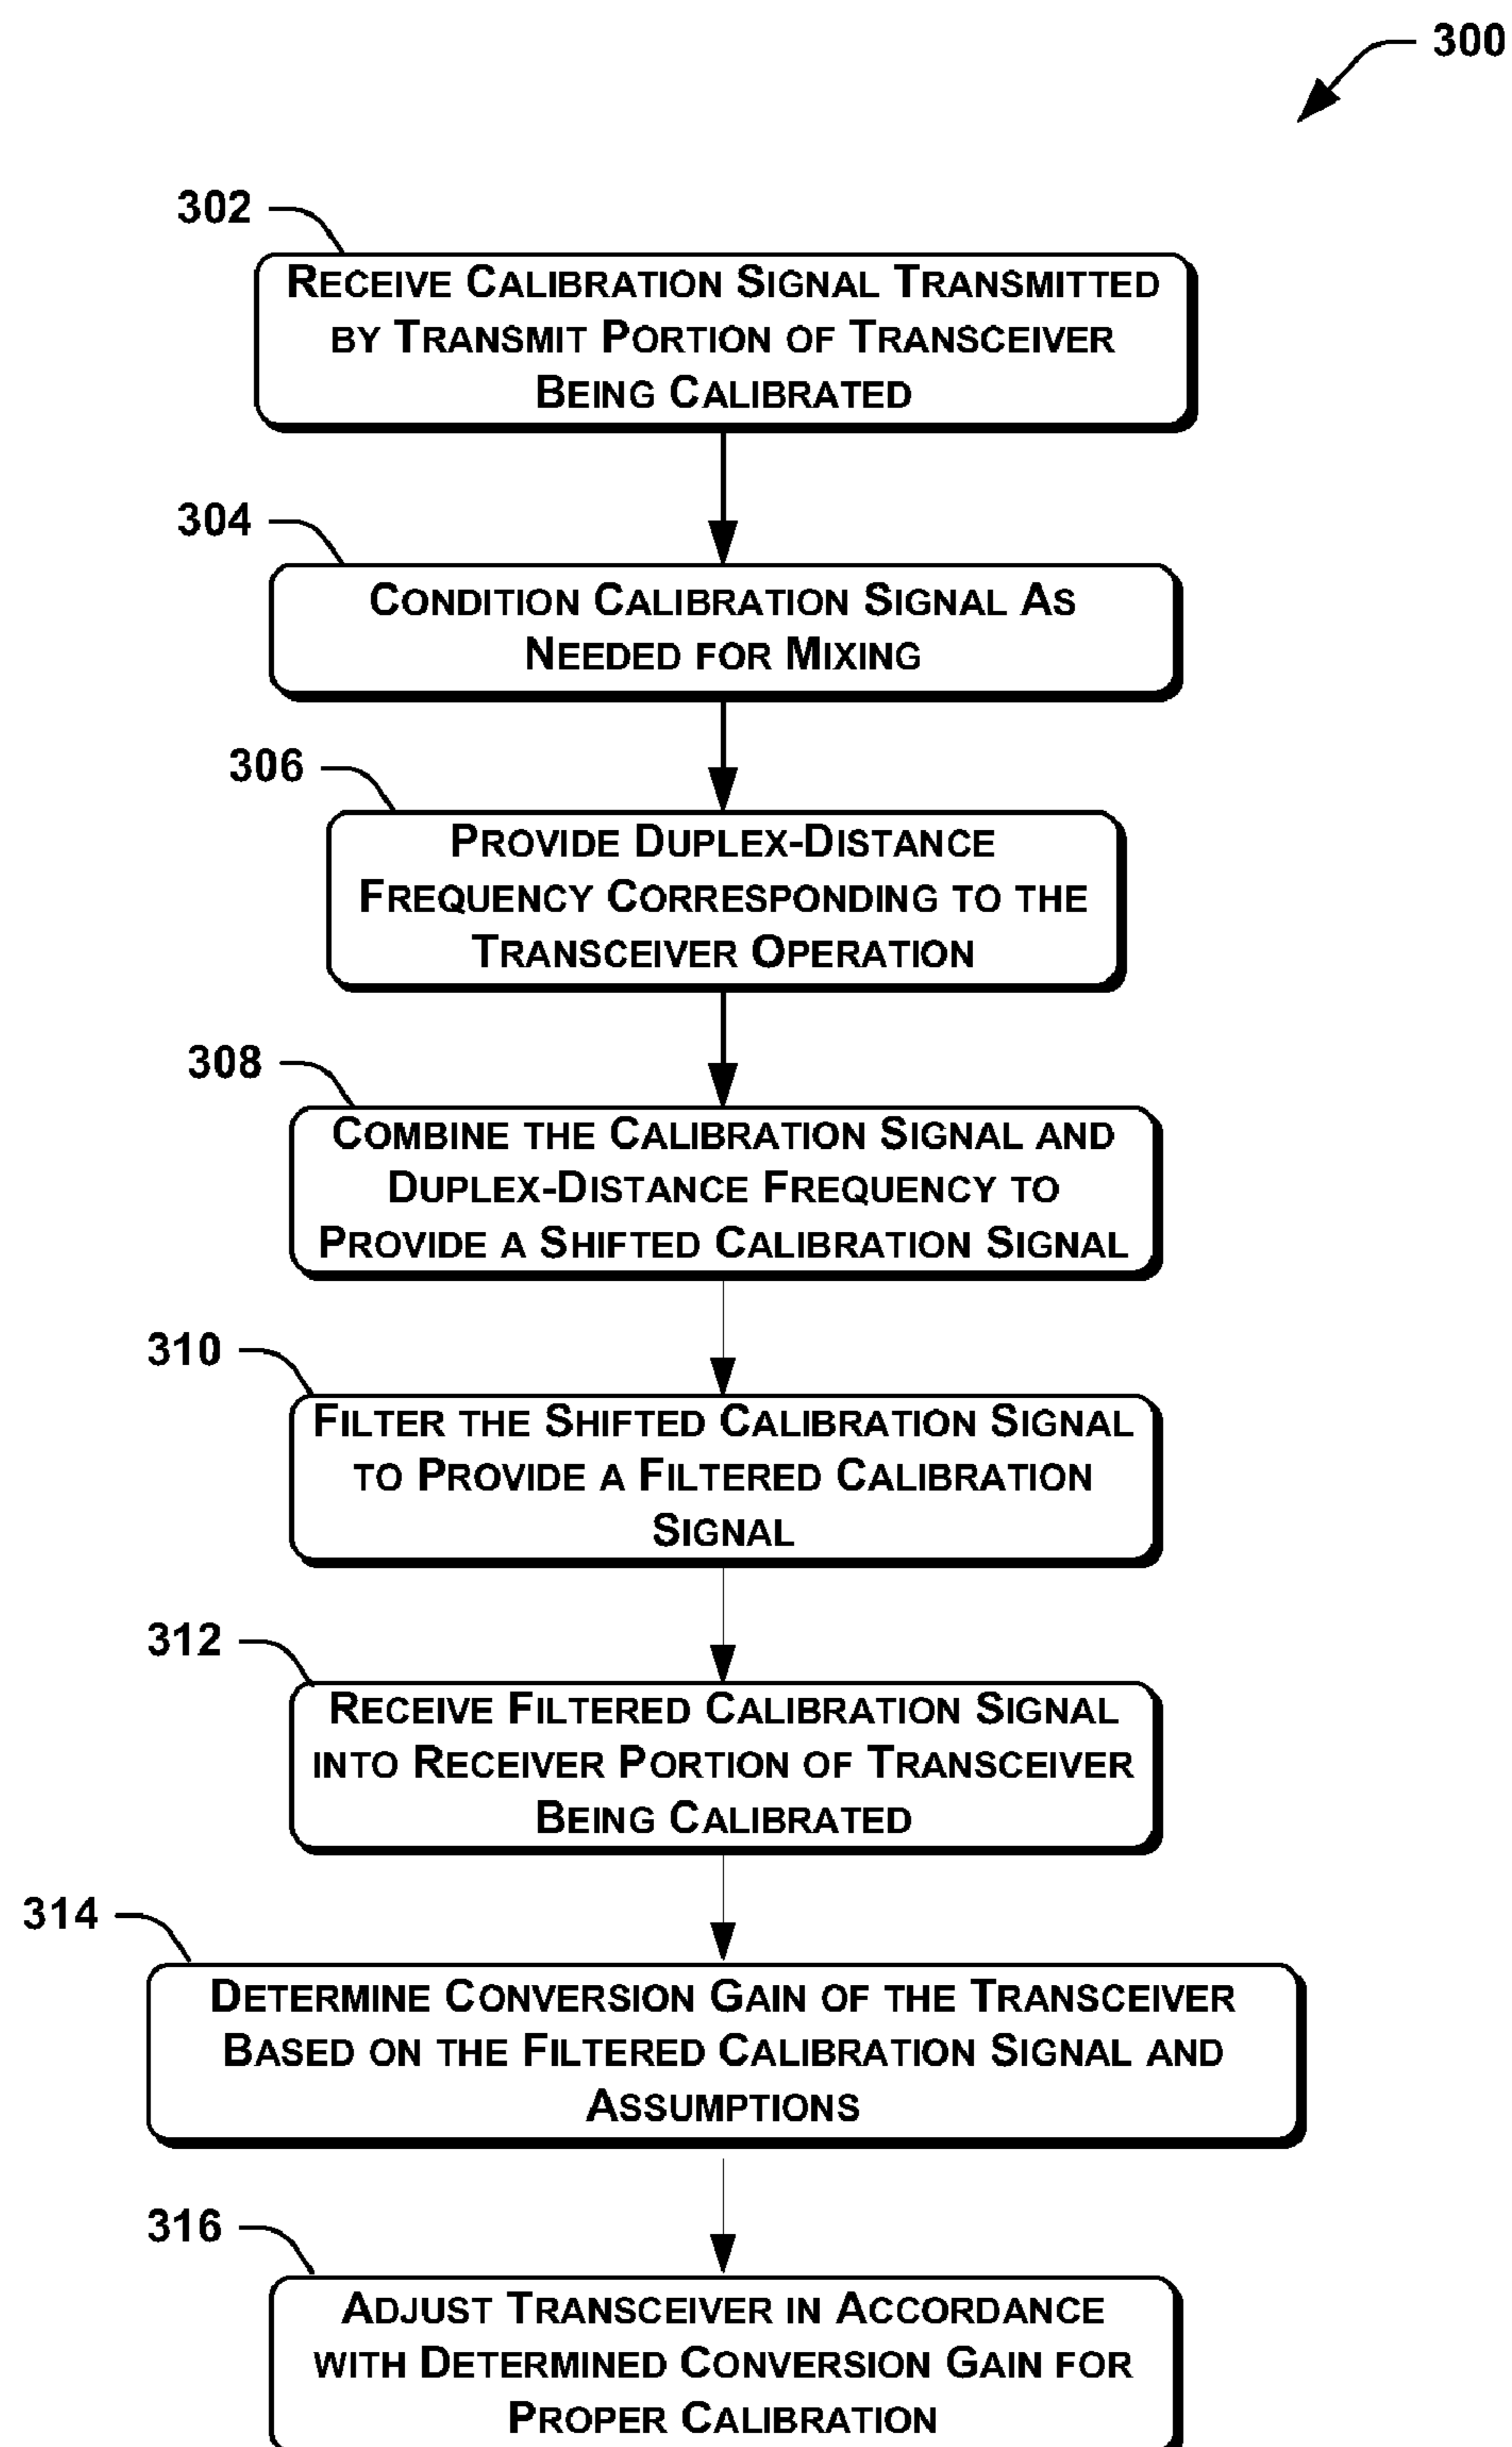 300
302
RECEIVE CALIBRATION SIGNAL TRANSMITTED
BY TRANSMIT PORTION OF TRANSCEIVER
BEING CALIBRATED
304
CONDITION CALIBRATION SIGNAL AS
NEEDED FOR MIXING
306
PROVIDE DUPLEX-DISTANCE
FREQUENCY CORRESPONDING TO THE
TRANSCEIVER OPERATION
308
COMBINE THE CALIBRATION SIGNAL AND
DUPLEX-DISTANCE FREQUENCY TO
PROVIDE A SHIFTED CALIBRATION SIGNAL
310
FILTER THE SHIFTED CALIBRATION SIGNAL
TO PROVIDE A FILTERED CALIBRATION
SIGNAL
312
RECEIVE FILTERED CALIBRATION SIGNAL
INTO RECEIVER PORTION OF TRANSCEIVER
BEING CALIBRATED
314
DETERMINE CONVERSION GAIN OF THE TRANSCEIVER
BASED ON THE FILTERED CALIBRATION SIGNAL AND
ASSUMPTIONS
316
ADJUST TRANSCEIVER IN ACCORDANCE
WITH DETERMINED CONVERSION GAIN FOR
PROPER CALIBRATION